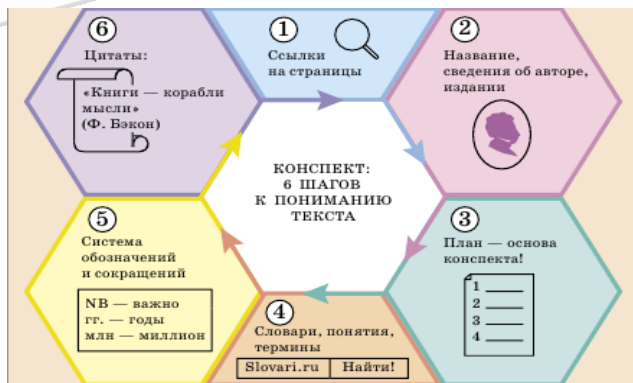 КОНСПЕКТ:
6 ШАГОВ
К ПОНИМАНИЮ
ТЕКСТА
1
Ссылки
на страницы
2
Название,
сведения об авторе,
издании
3
План — основа
конспекта!
1
2
3
4
4
Словари, понятия,
термины
Slovari.ru Найти!
5
Система
обозначений
и сокращений
NB — важно
гг. — годы
млн — миллион
6
Цитаты:
«Книги — корабли
мысли»
(Ф. Бэкон)